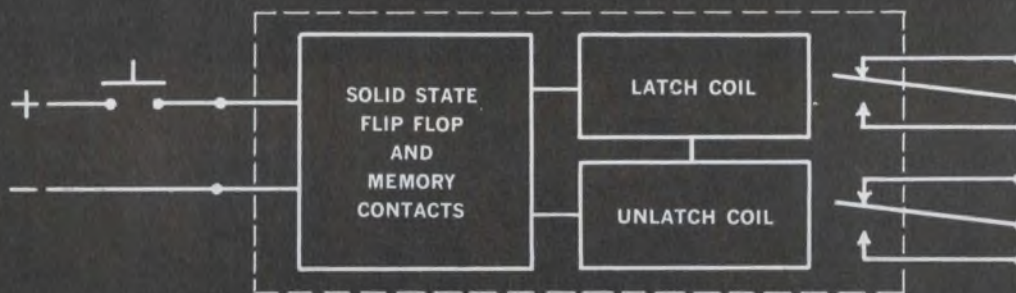 +
SOLID STATE
FLIP FLOP
AND
MEMORY
CONTACTS
LATCH COIL
UNLATCH COIL
−